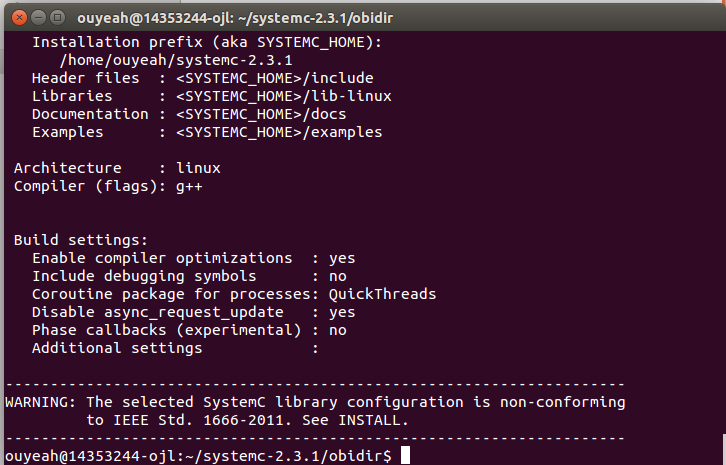 ouyeah@14353244-ojl: ~/systemc-2.3.1/obidir
Installation prefix (aka SYSTEMC_HOME):
/home/ouyeah/systemc-2.3.1
Header files  : <SYSTEMC_HOME>/include
Libraries     : <SYSTEMC_HOME>/lib-linux
Documentation : <SYSTEMC_HOME>/docs
Examples      : <SYSTEMC_HOME>/examples
Architecture    : linux
Compiler (flags): g++
Build settings:
Enable compiler optimizations  : yes
Include debugging symbols      : no
Coroutine package for processes: QuickThreads
Disable async_request_update   : yes
Phase callbacks (experimental) : no
Additional settings            :
---------------------------------------------------------------------
WARNING: The selected SystemC library configuration is non-conforming
to IEEE Std. 1666-2011. See INSTALL.
---------------------------------------------------------------------
ouyeah@14353244-ojl:~/systemc-2.3.1/obidir$